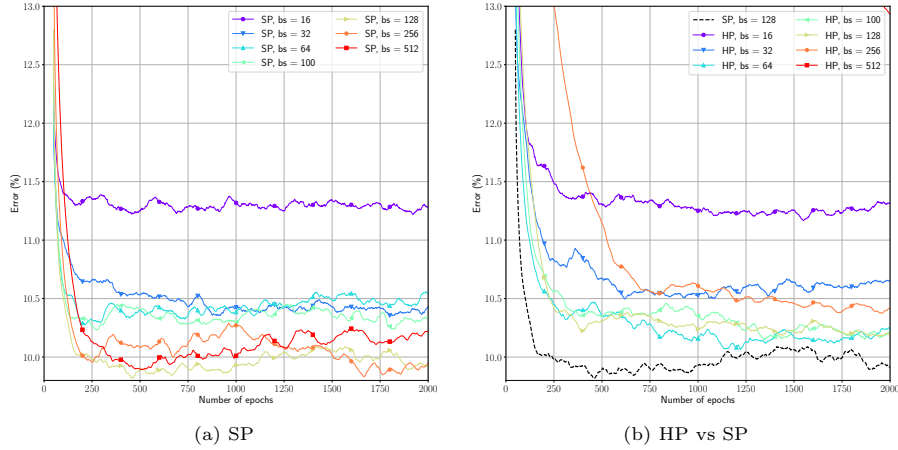 13.0
12.5
12.0
11.5
11.0
10.5
10.0
Error (%)
SP, bs = 16
SP, bs = 32
SP, bs = 64
SP, bs = 100
SP, bs = 128
SP, bs = 256
SP, bs = 512
0 250 500 750 1000 1250 1500 1750 2000
Number of epochs
(a) SP
13.0
12.5
12.0
11.5
11.0
10.5
10.0
Error (%)
SP, bs = 128
HP, bs = 16
HP, bs = 32
HP, bs = 64
HP, bs = 100
HP, bs = 128
HP, bs = 256
HP, bs = 512
0 250 500 750 1000 1250 1500 1750 2000
Number of epochs
(b) HP vs SP